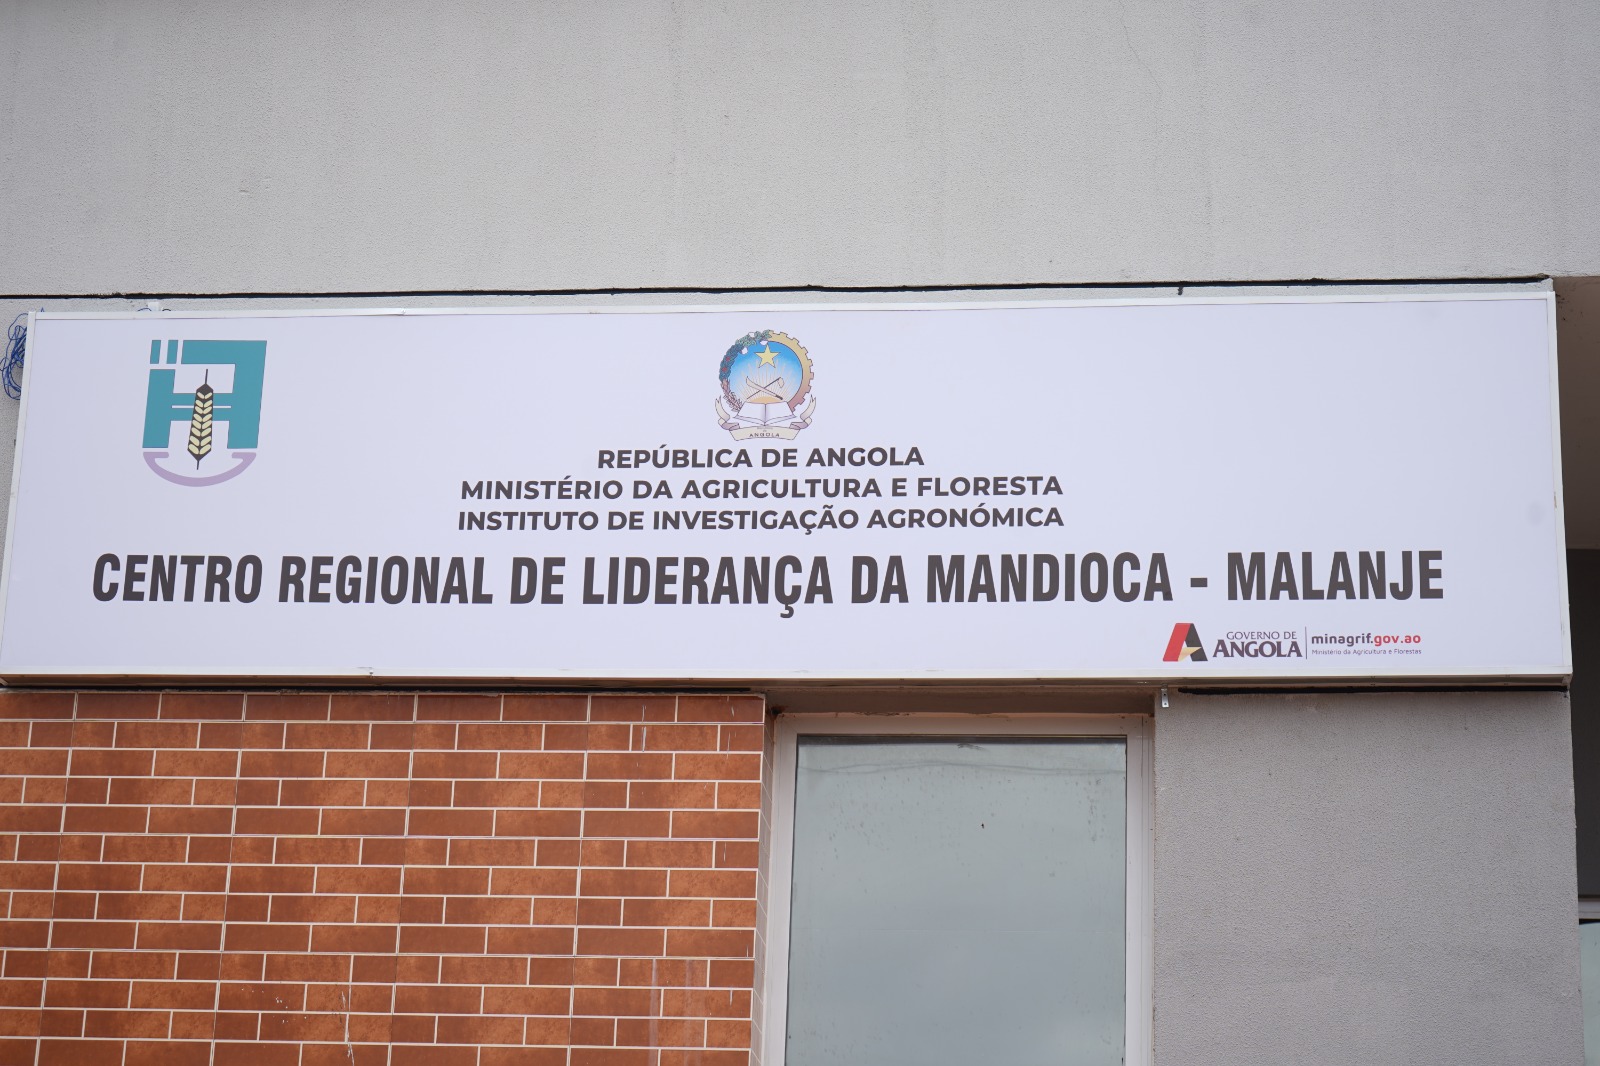 ANGOLA
REPÚBLICA DE ANGOLA
MINISTÉRIO DA AGRICULTURA E FLORESTA
INSTITUTO DE INVESTIGAÇÃO AGRONÓMICA
CENTRO REGIONAL DE LIDERANÇA DA MANDIOCA - MALANJE
GOVERNO DE
ANGOLA
minagrif.gov.ao
Ministério da Agricultura e Florestas